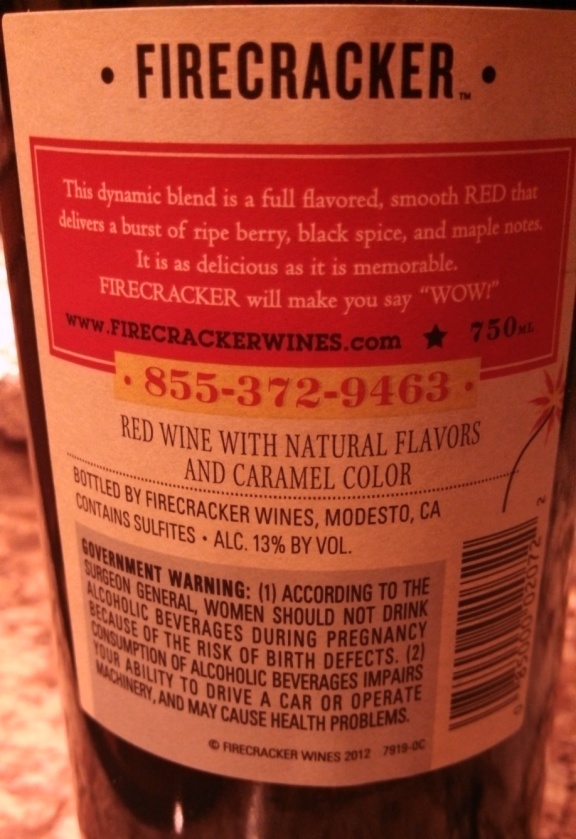 • FIRECRACKER™ •
This dynamic blend is a full flavored, smooth RED that
delivers a burst of ripe berry, black spice, and maple notes.
It is as delicious as it is memorable.
FIRECRACKER will make you say “WOW!”
www.FIRECRACKERWINES.com ★ 750ML
• 855-372-9463 •
RED WINE WITH NATURAL FLAVORS
AND CARAMEL COLOR
BOTTLED BY FIRECRACKER WINES, MODESTO, CA
CONTAINS SULFITES • ALC. 13% BY VOL.
GOVERNMENT WARNING: (1) ACCORDING TO THE
SURGEON GENERAL, WOMEN SHOULD NOT DRINK
ALCOHOLIC BEVERAGES DURING PREGNANCY
BECAUSE OF THE RISK OF BIRTH DEFECTS. (2)
CONSUMPTION OF ALCOHOLIC BEVERAGES IMPAIRS
YOUR ABILITY TO DRIVE A CAR OR OPERATE
MACHINERY, AND MAY CAUSE HEALTH PROBLEMS.
0 85000 02072 2
© FIRECRACKER WINES 2012 7919-0C